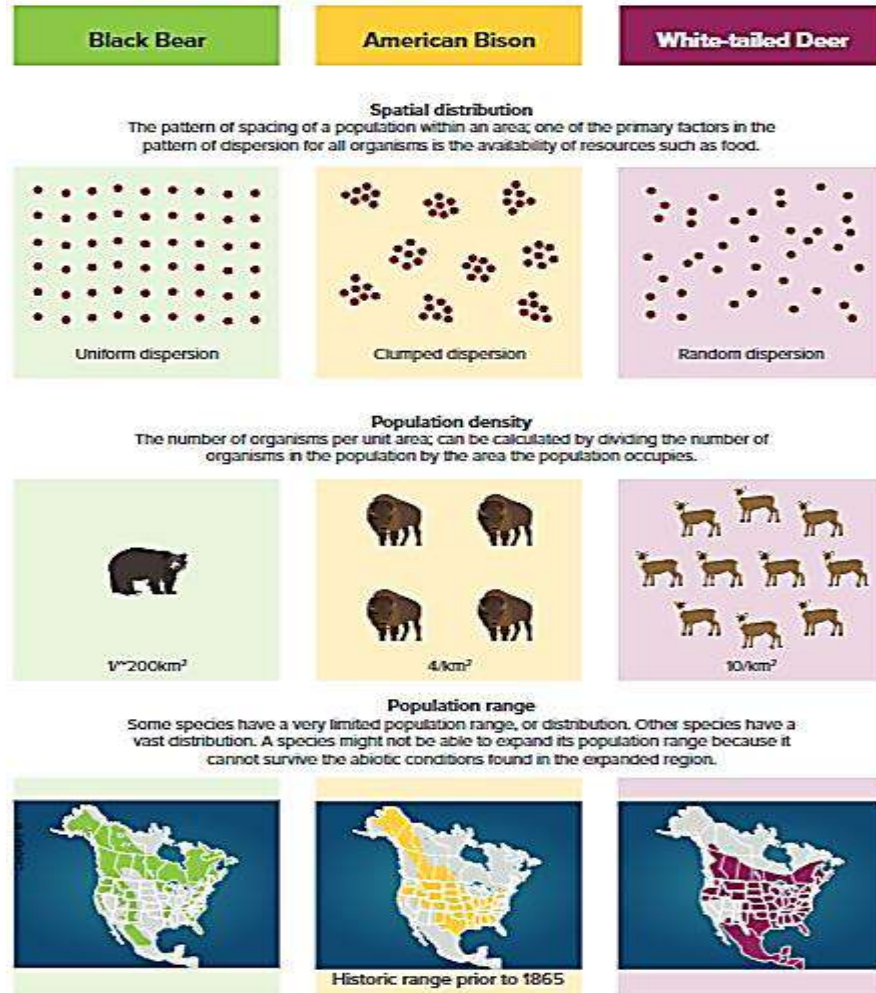 Black Bear
American Bison
White-tailed Deer
Spatial distribution
The pattern of spacing of a population within an area; one of the primary factors in the
pattern of dispersion for all organisms is the availability of resources such as food.
Uniform dispersion
Clumped dispersion
Random dispersion
Population density
The number of organisms per unit area; can be calculated by dividing the number of
organisms in the population by the area the population occupies.
1/~200km²
4/km²
10/km²
Population range
Some species have a very limited population range, or distribution. Other species have a
vast distribution. A species might not be able to expand its population range because it
cannot survive the abiotic conditions found in the expanded region.
Historic range prior to 1865